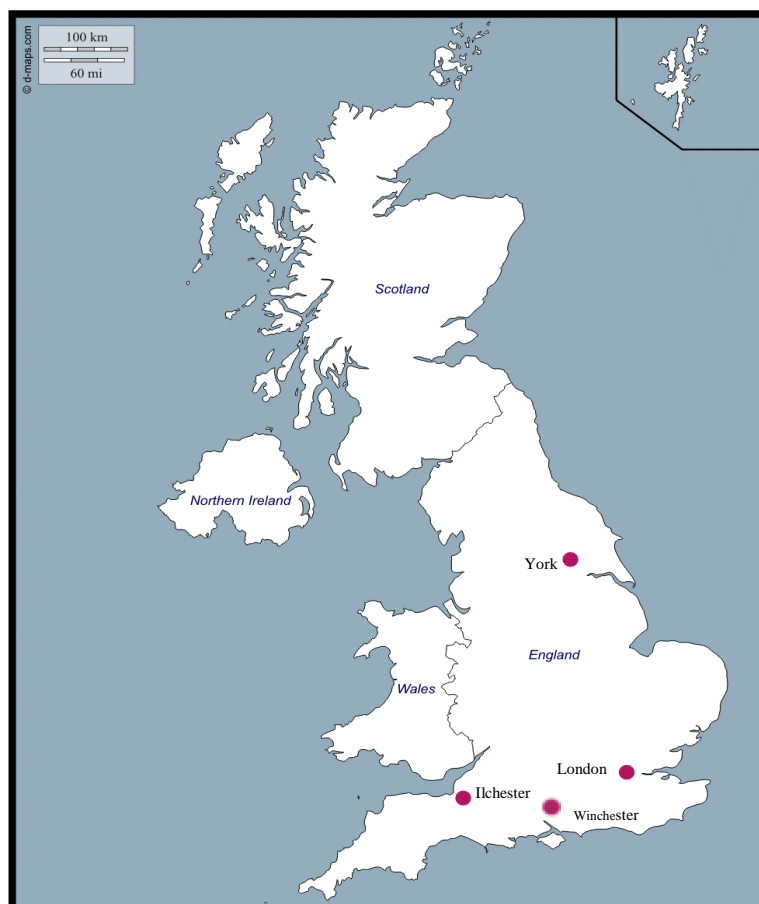 100 km
60 mi
© d-maps.com
Scotland
Northern Ireland
York
England
Wales
London
Ilchester
Winchester